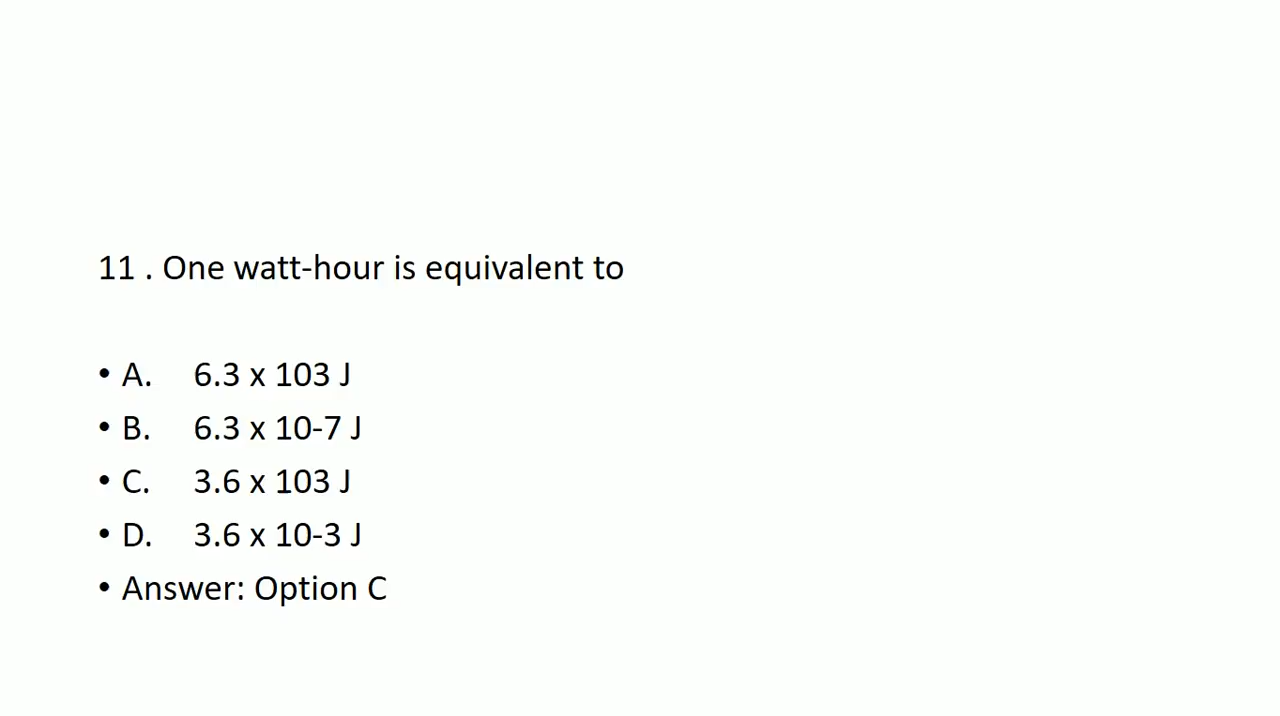 11 . One watt-hour is equivalent to
• A. 6.3 x 103 J
• B. 6.3 x 10-7 J
• C. 3.6 x 103 J
• D. 3.6 x 10-3 J
• Answer: Option C